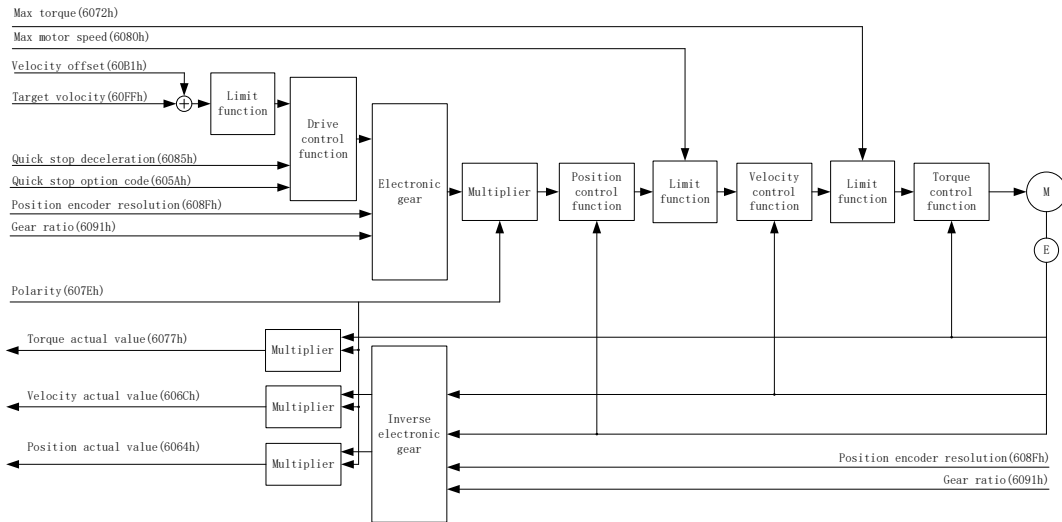 Max torque(6072h)
Max motor speed(6080h)
Velocity offset(60B1h)
Target volocity(60FFh)
Limit
function
Drive
control
function
Quick stop deceleration(6085h)
Quick stop option code(605Ah)
Position encoder resolution(608Fh)
Gear ratio(6091h)
Electronic
gear
Multiplier
Position
control
function
Limit
function
Velocity
control
function
Limit
function
Torque
control
function
M
E
Polarity(607Eh)
Torque actual value(6077h)
Multiplier
Velocity actual value(606Ch)
Multiplier
Position actual value(6064h)
Multiplier
Inverse
electronic
gear
Position encoder resolution(608Fh)
Gear ratio(6091h)